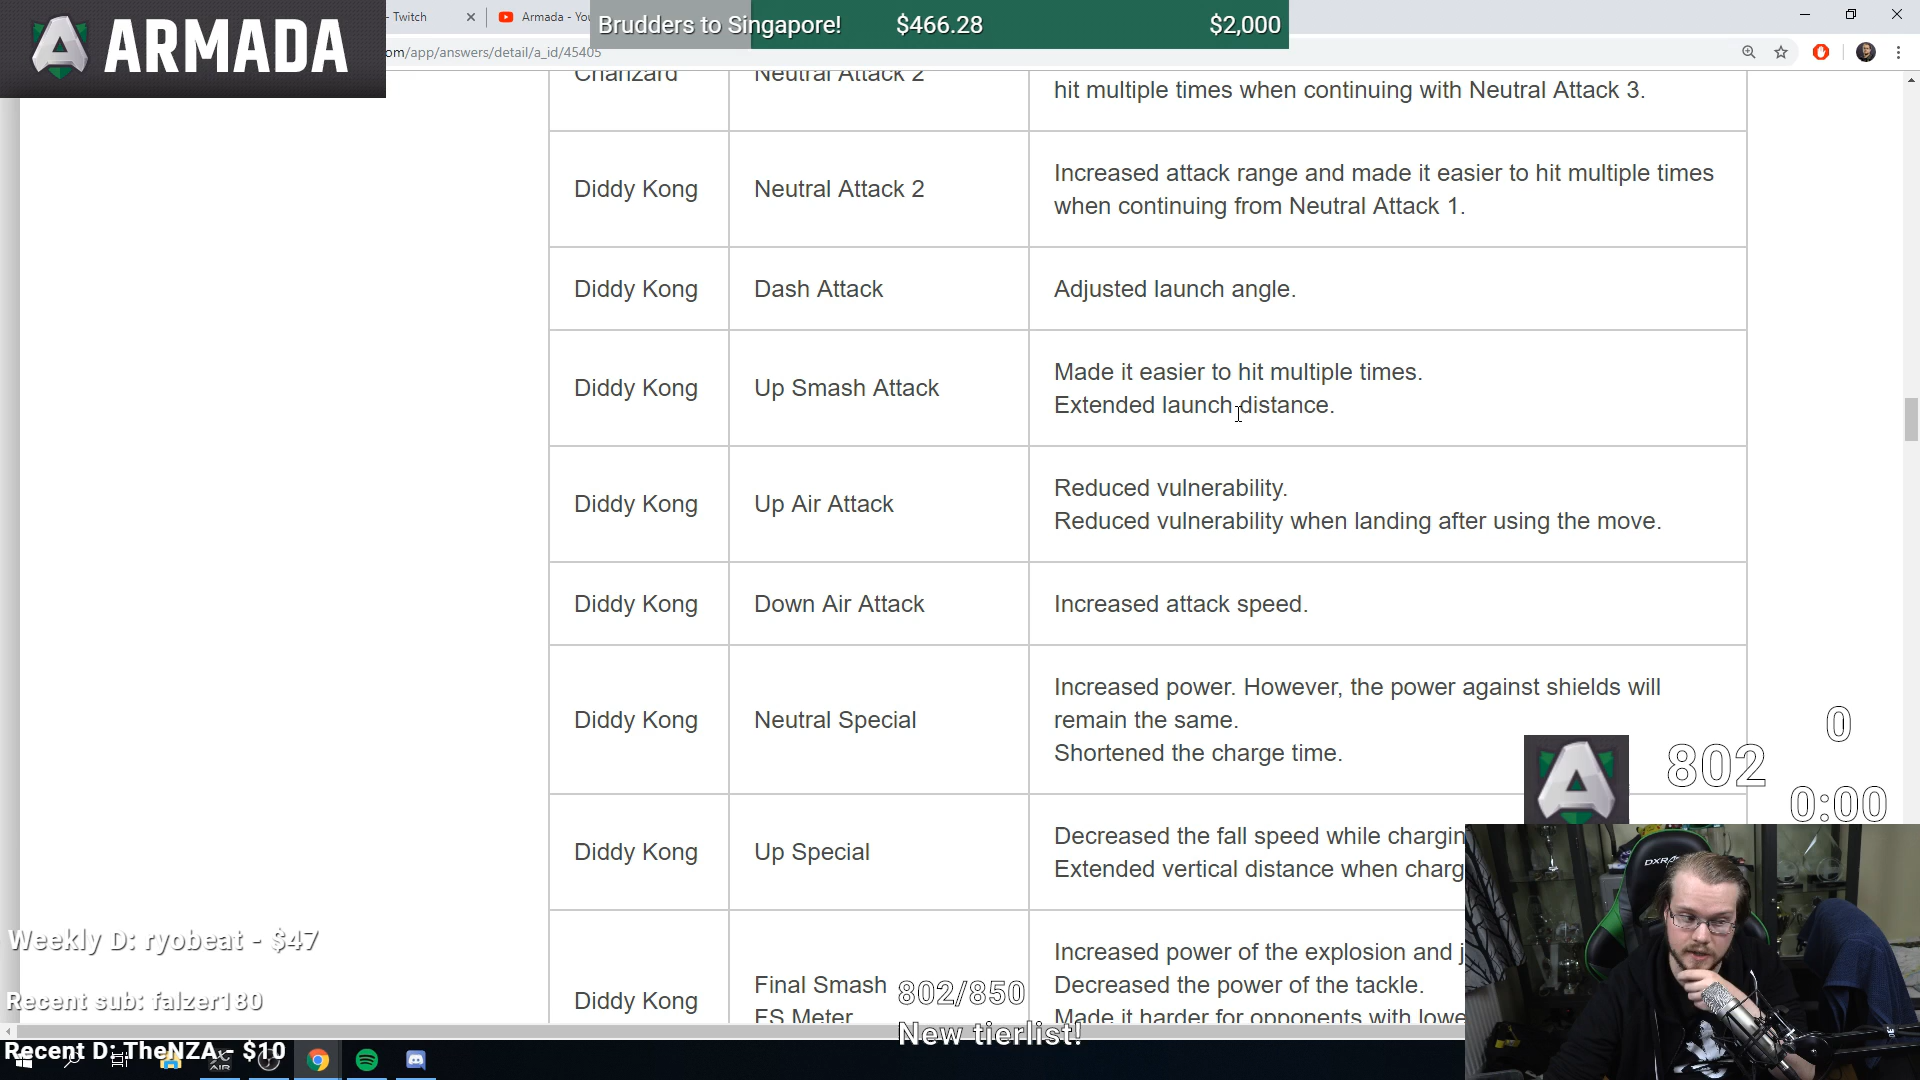 - Twitch
Armada - You
ARMADA
Brudders to Singapore! $466.28 $2,000
om/app/answers/detail/a_id/45405
Charizard Neutral Attack 2
hit multiple times when continuing with Neutral Attack 3.
Diddy Kong Neutral Attack 2
Increased attack range and made it easier to hit multiple times
when continuing from Neutral Attack 1.
Diddy Kong Dash Attack Adjusted launch angle.
Diddy Kong Up Smash Attack
Made it easier to hit multiple times.
Extended launch distance.
Diddy Kong Up Air Attack
Reduced vulnerability.
Reduced vulnerability when landing after using the move.
Diddy Kong Down Air Attack Increased attack speed.
Diddy Kong Neutral Special
Increased power. However, the power against shields will
remain the same.
Shortened the charge time.
0
802
0:00
Diddy Kong Up Special
Decreased the fall speed while chargin
Extended vertical distance when charg
DXRA
Diddy Kong Final Smash
FS Meter
Increased power of the explosion and j
Decreased the power of the tackle.
Made it harder for opponents with lowe
802/850
New tierlist!
Weekly D: ryobeat - $47
Recent sub: falzer180
Recent D: TheNZA - $10
AIR